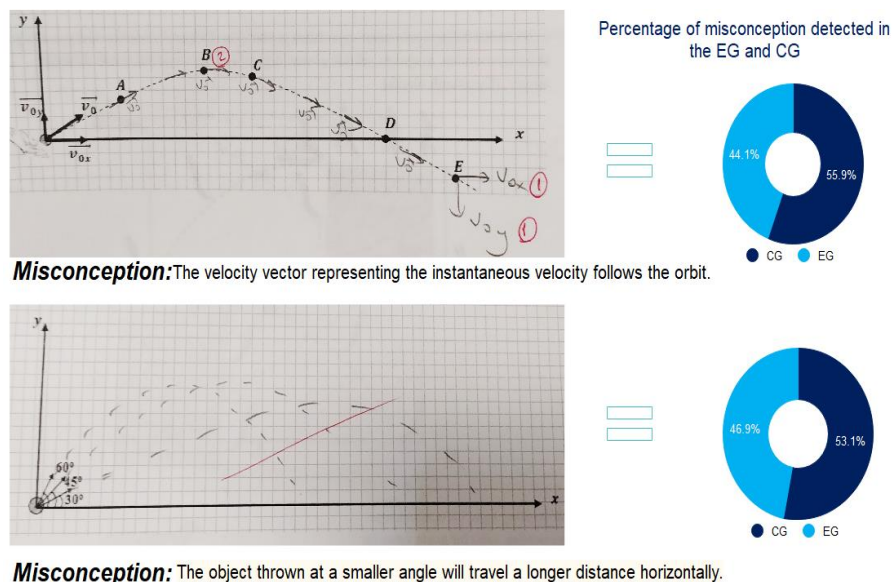 Percentage of misconception detected in
the EG and CG
y
A
B ②
C
D
E
x
v₀
v₀y
v₀ₓ
v₀ₓ ①
v₀y ①
44.1%
55.9%
CG EG
Misconception: The velocity vector representing the instantaneous velocity follows the orbit.
y
60°
45°
30°
x
46.9%
53.1%
CG EG
Misconception: The object thrown at a smaller angle will travel a longer distance horizontally.